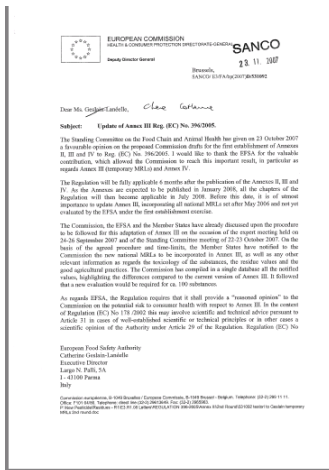 EUROPEAN COMMISSION
HEALTH & CONSUMER PROTECTION DIRECTORATE-GENERAL
SANCO
Deputy Director General
23. 11. 2007
Brussels,
Dear Ms. Geslain-Lanéelle,
Subject: Update of Annex III Reg. (EC) No. 396/2005.
The Standing Committee on the Food Chain and Animal Health has given on 23 October 2007
a favourable opinion on the proposed Commission drafts for the first establishment of Annexes
II, III and IV to Reg. (EC) No. 396/2005. I would like to thank the EFSA for the valuable
contribution, which allowed the Commission to reach this important result, in particular as
regards Annex III (temporary MRLs) and Annex IV.
The Regulation will be fully applicable 6 months after the publication of the Annexes II, III and
IV. As the Annexes are expected to be published in January 2008, all the chapters of the
Regulation will then become applicable in July 2008. Before this date, it is of almost
importance to update Annex III, incorporating all national MRLs set after May 2006 and not yet
evaluated by the EFSA under the first establishment exercise.
The Commission, the EFSA and the Member States have already discussed upon the procedure
to be followed for this adaptation of Annex III on the occasion of the expert meeting held on
24-26 September 2007 and of the Standing Committee meeting of 22-23 October 2007. On the
basis of the agreed procedure and time-limits, the Member States have notified to the
Commission the new national MRLs to be incorporated in Annex III, as well as any other
relevant information as regards the toxicology of the substances, the residue values and the
good agricultural practices. The Commission has compiled in a single database all the notified
values, highlighting the differences compared to the current version of Annex III. It followed
that a new evaluation would be required for ca. 100 substances.
As regards EFSA, the Regulation requires that it shall provide a "reasoned opinion" to the
Commission on the potential risk to consumer health with respect to Annex III. In the context
of Regulation (EC) No 178 /2002 this may involve scientific and technical advice pursuant to
Article 31 in cases of well-established scientific or technical principles or in other cases a
scientific opinion of the Authority under Article 29 of the Regulation. Regulation (EC) No
European Food Safety Authority
Catherine Geslain-Lanéelle
Executive Director
Largo N. Palli, 5A
I - 43100 Parma
Italy
Commission européenne, B-1049 Bruxelles / Europese Commissie, B-1049 Brussel - Belgium. Telephone: (32-2) 299 11 11.